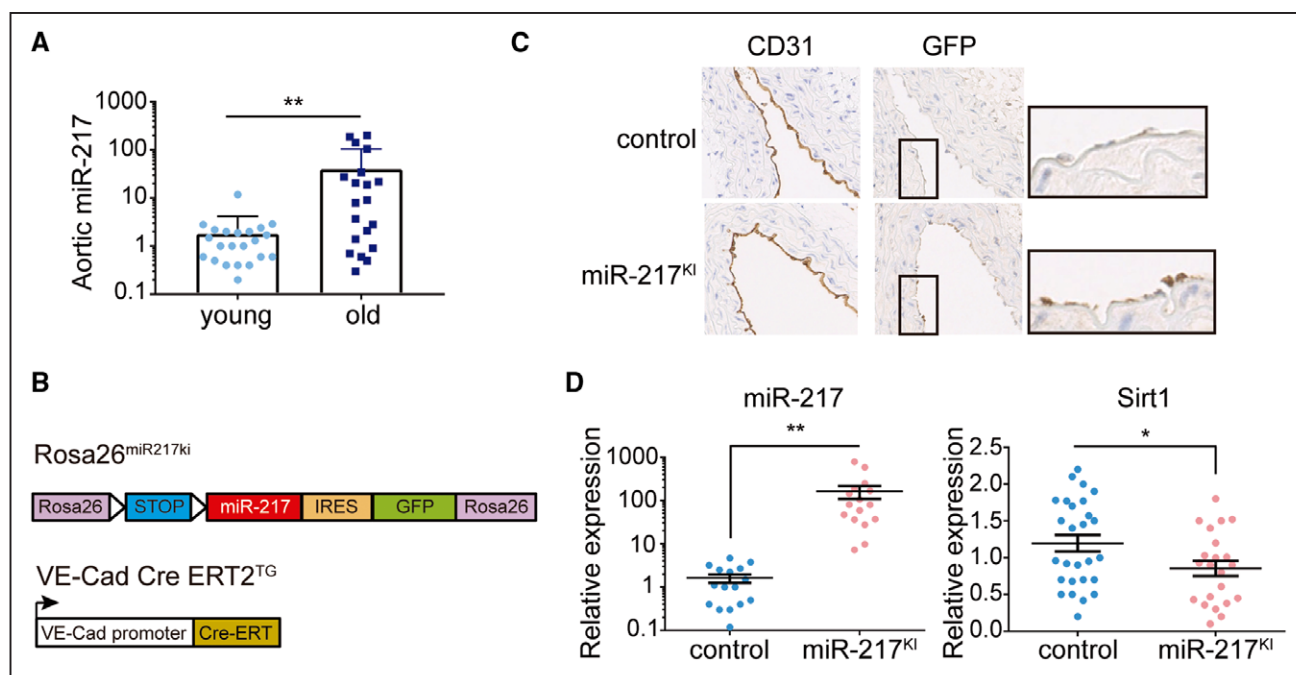 A
Aortic miR-217
1000
100
10
1
0.1
**
young
old
B
Rosa26miR217ki
Rosa26
STOP
miR-217
IRES
GFP
Rosa26
VE-Cad Cre ERT2TG
VE-Cad promoter
Cre-ERT
C
CD31
GFP
control
miR-217KI
D
miR-217
Relative expression
1000
100
10
1
0.1
**
control
miR-217KI
Sirt1
Relative expression
2.5
2.0
1.5
1.0
0.5
0.0
*
control
miR-217KI